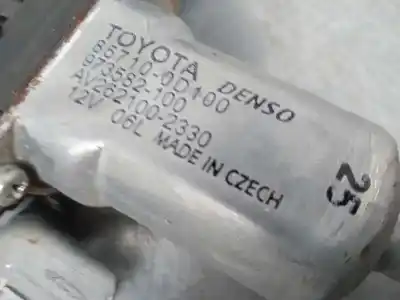 TOYOTA DENSO
85710-0D100
973582-100
AV262100-2330
12V 06L MADE IN CZECH
25